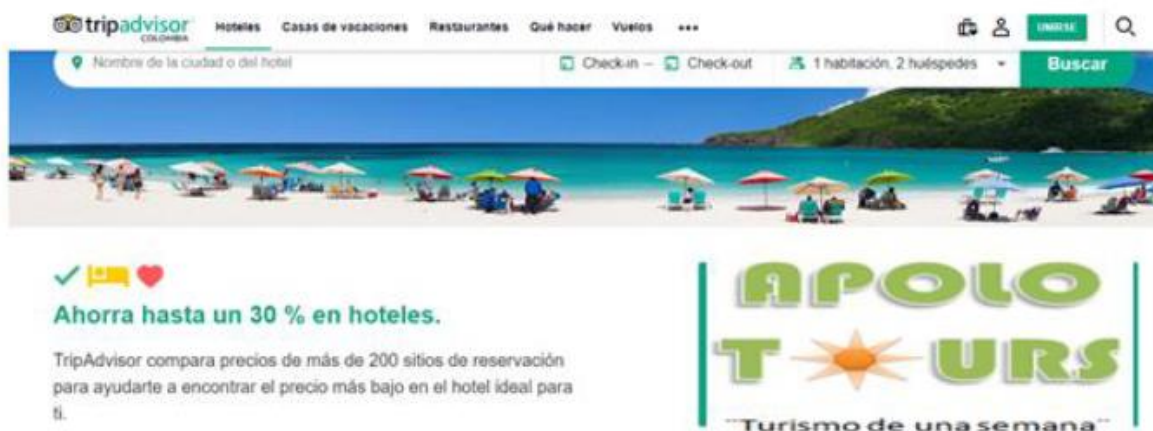 tripadvisor
COLOMBIA
Hoteles Casas de vacaciones Restaurantes Qué hacer Vuelos ••• UNIRSE
Nombre de la ciudad o del hotel Check-in – Check-out 1 habitación, 2 huéspedes Buscar
Ahorra hasta un 30 % en hoteles.
TripAdvisor compara precios de más de 200 sitios de reservación
para ayudarte a encontrar el precio más bajo en el hotel ideal para
ti.
APOLO
TOURS
"Turismo de una semana"